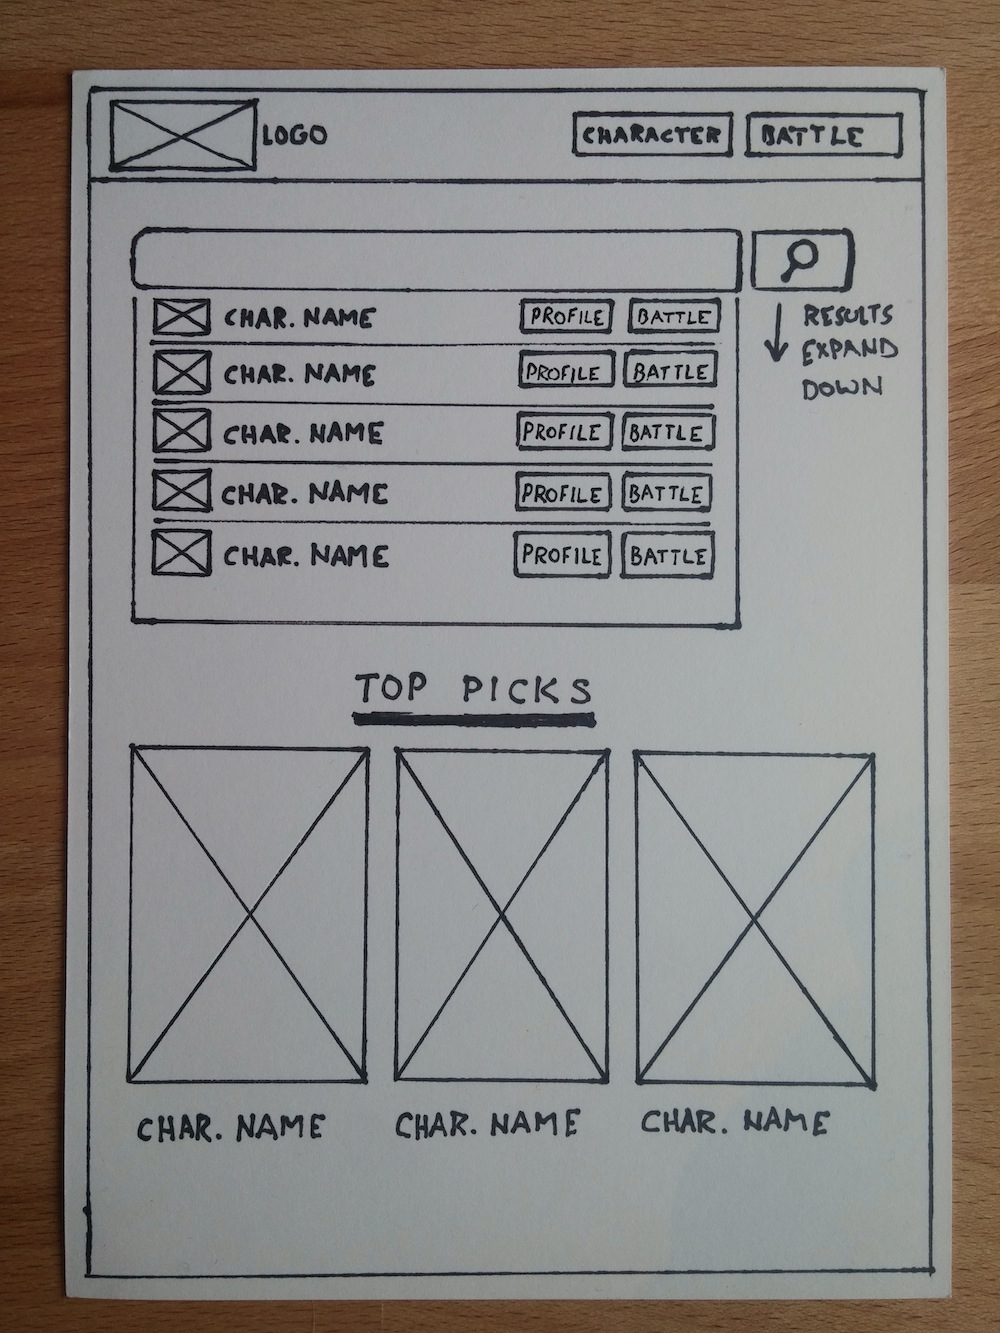 LOGO
CHARACTER
BATTLE
CHAR. NAME PROFILE BATTLE
CHAR. NAME PROFILE BATTLE
CHAR. NAME PROFILE BATTLE
CHAR. NAME PROFILE BATTLE
CHAR. NAME PROFILE BATTLE
RESULTS
EXPAND
DOWN
TOP PICKS
CHAR. NAME
CHAR. NAME
CHAR. NAME